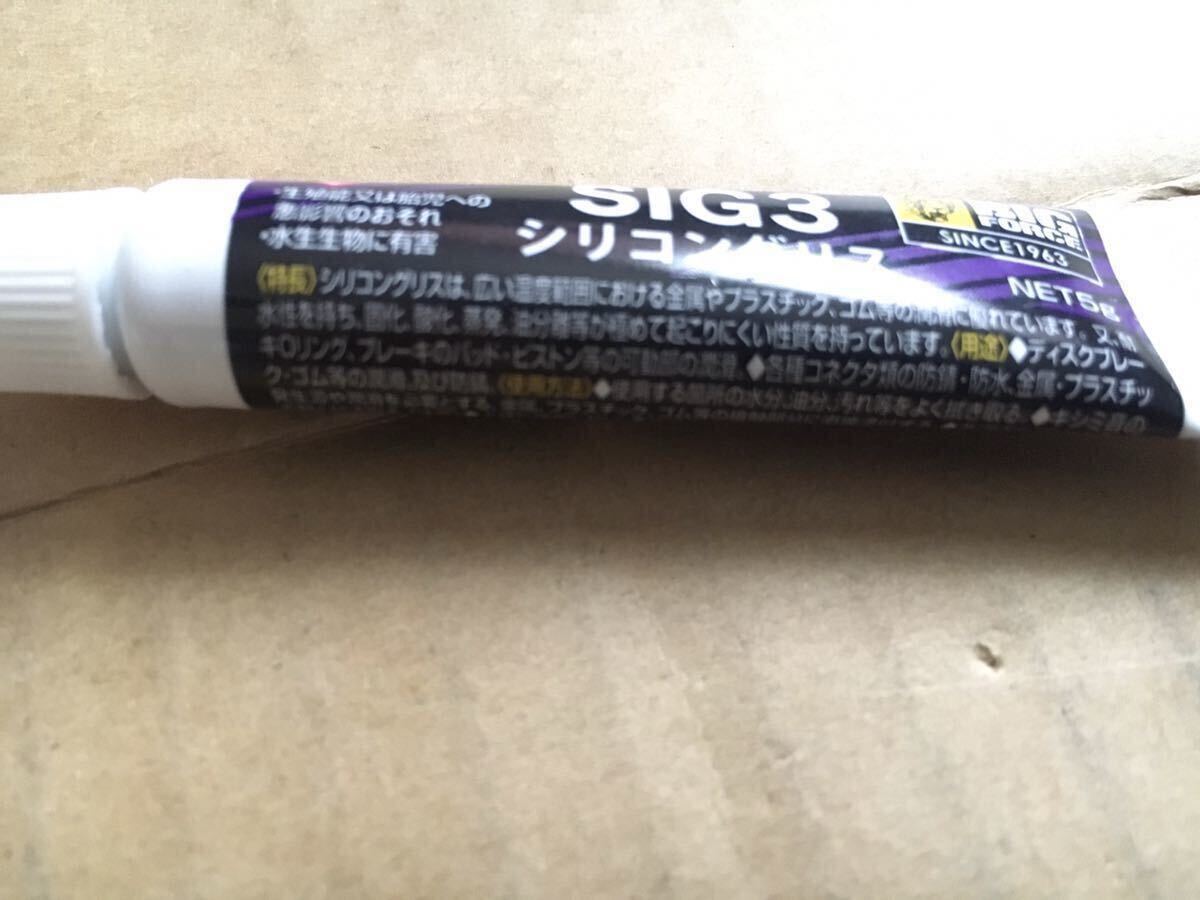 ・生殖能又は胎児への
悪影響のおそれ
・水生生物に有害
SIG3
シリコングリス
FORCE
SINCE1963
NET5g
〈特長〉シリコングリスは、広い温度範囲における金属やプラスチック、ゴム等の潤滑に優れています。又、耐
水性を持ち、固化、酸化、蒸発、油分離等が極めて起こりにくい性質を持っています。〈用途〉◆ディスクブレー
キOリング、ブレーキのパッド・ピストン等の可動部の潤滑。◆各種コネクタ類の防錆・防水、金属・プラスチッ
ク・ゴム等の潤滑、及び防錆。〈使用方法〉◆使用する箇所の水分、油分、汚れ等をよく拭き取る。◆キシミ音の